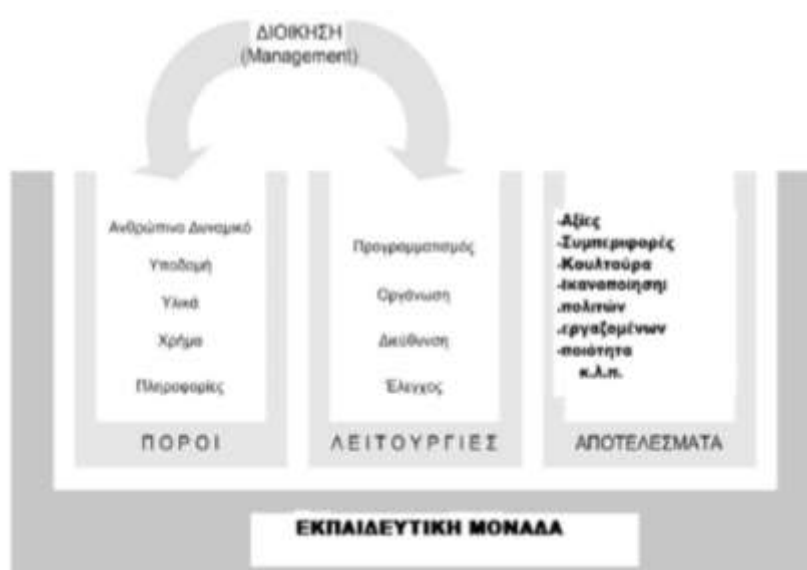 ΔΙΟΙΚΗΣΗ
(Management)
Ανθρώπινο Δυναμικό
Υποδομή
Υλικά
Χρήμα
Πληροφορίες
ΠΟΡΟΙ
Προγραμματισμός
Οργάνωση
Διεύθυνση
Έλεγχος
ΛΕΙΤΟΥΡΓΙΕΣ
-Αξίες
-Συμπεριφορές
-Κουλτούρα
-ικανοποίηση:
.πολιτών
.εργαζομένων
-ποιότητα
κ.λ.π.
ΑΠΟΤΕΛΕΣΜΑΤΑ
ΕΚΠΑΙΔΕΥΤΙΚΗ ΜΟΝΑΔΑ